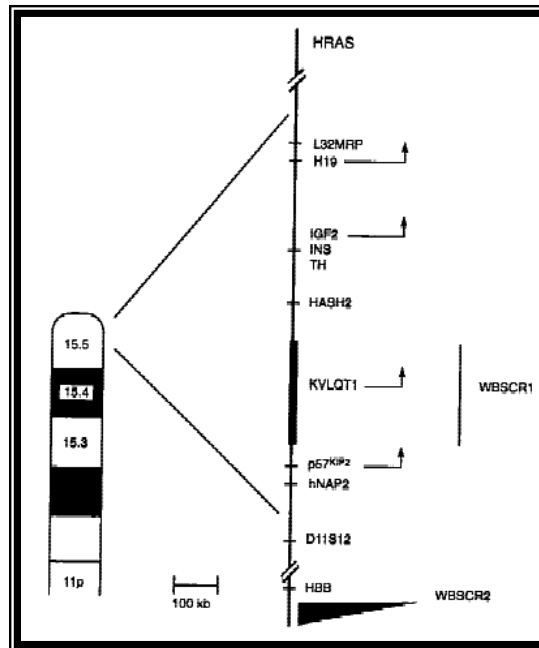 HRAS
L32MRP
H19
IGF2
INS
TH
HASH2
15.5
15.4
15.3
11p
KVLQT1
WBSCR1
p57KIP2
hNAP2
D11S12
100 kb
HBB
WBSCR2